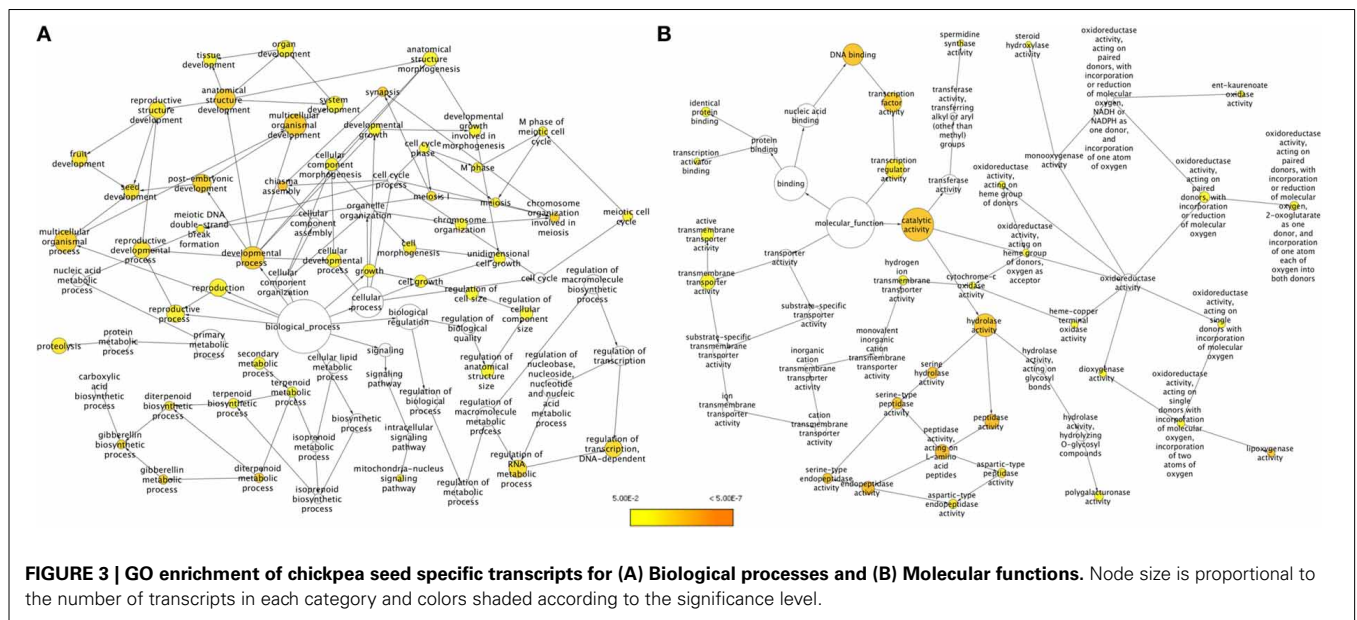 A
organ
development
tissue
development
anatomical
structure
morphogenesis
anatomical
structure
development
synapsis
reproductive
structure
development
system
development
multicellular
organismal
development
developmental
growth
developmental
growth
involved in
morphogenesis
M phase of
meiotic cell
cycle
fruit
development
cell cycle
phase
M phase
cellular
component
morphogenesis
cell cycle
process
seed
development
post-embryonic
development
chiasma
assembly
meiosis I
meiosis
chromosome
organization
involved in
meiosis
meiotic cell
cycle
organelle
organization
meiotic DNA
double-strand
break
formation
cellular
component
assembly
chromosome
organization
multicellular
organismal
process
reproductive
developmental
process
developmental
process
cellular
developmental
process
cell
morphogenesis
unidimensional
cell growth
nucleic acid
metabolic
process
cellular
component
organization
growth
cell growth
cell cycle
regulation of
macromolecule
biosynthetic
process
reproduction
cellular
process
regulation
of cell size
regulation of
cellular
component
size
reproductive
process
biological_process
biological
regulation
regulation of
biological
quality
proteolysis
protein
metabolic
process
primary
metabolic
process
signaling
regulation of
transcription
secondary
metabolic
process
cellular lipid
metabolic
process
signaling
pathway
regulation of
anatomical
structure
size
regulation of
nucleobase,
nucleoside,
nucleotide
and nucleic
acid
metabolic
process
carboxylic
acid
biosynthetic
process
diterpenoid
biosynthetic
process
terpenoid
biosynthetic
process
terpenoid
metabolic
process
regulation of
biological
process
regulation of
macromolecule
metabolic
process
biosynthetic
process
intracellular
signaling
pathway
gibberellin
biosynthetic
process
isoprenoid
metabolic
process
regulation of
transcription,
DNA-dependent
gibberellin
metabolic
process
diterpenoid
metabolic
process
mitochondria-nucleus
signaling
pathway
regulation of
RNA
metabolic
process
isoprenoid
biosynthetic
process
regulation of
metabolic
process
5.00E-2
< 5.00E-7
B
DNA binding
spermidine
synthase
activity
steroid
hydroxylase
activity
oxidoreductase
activity,
acting on
paired
donors, with
incorporation
or reduction
of molecular
oxygen,
NADH or
NADPH as
one donor,
and
incorporation
of one atom
of oxygen
ent-kaurenoate
oxidase
activity
identical
protein
binding
nucleic acid
binding
transcription
factor
activity
transferase
activity,
transferring
alkyl or aryl
(other than
methyl)
groups
protein
binding
transcription
activator
binding
binding
transcription
regulator
activity
transferase
activity
oxidoreductase
activity,
acting on
heme group
of donors
monooxygenase
activity
oxidoreductase
activity,
acting on
paired
donors, with
incorporation
or reduction
of molecular
oxygen
oxidoreductase
activity,
acting on
paired
donors, with
incorporation
or reduction
of molecular
oxygen,
2-oxoglutarate
as one
donor, and
incorporation
of one atom
each of
oxygen into
both donors
molecular_function
catalytic
activity
active
transmembrane
transporter
activity
transporter
activity
oxidoreductase
activity,
acting on
heme group
of donors,
oxygen as
acceptor
transmembrane
transporter
activity
hydrogen
ion
transmembrane
transporter
activity
cytochrome-c
oxidase
activity
oxidoreductase
activity
substrate-specific
transporter
activity
hydrolase
activity
heme-copper
terminal
oxidase
activity
oxidoreductase
activity,
acting on
single
donors with
incorporation
of molecular
oxygen
substrate-specific
transmembrane
transporter
activity
inorganic
cation
transmembrane
transporter
activity
monovalent
inorganic
cation
transmembrane
transporter
activity
serine
hydrolase
activity
hydrolase
activity,
acting on
glycosyl
bonds
dioxygenase
activity
oxidoreductase
activity,
acting on
single
donors with
incorporation
of molecular
oxygen,
incorporation
of two
atoms of
oxygen
ion
transmembrane
transporter
activity
cation
transmembrane
transporter
activity
serine-type
peptidase
activity
peptidase
activity
hydrolase
activity,
hydrolyzing
O-glycosyl
compounds
peptidase
activity,
acting on
L-amino
acid
peptides
lipoxygenase
activity
serine-type
endopeptidase
activity
endopeptidase
activity
aspartic-type
peptidase
activity
aspartic-type
endopeptidase
activity
polygalacturonase
activity
FIGURE 3 | GO enrichment of chickpea seed specific transcripts for (A) Biological processes and (B) Molecular functions. Node size is proportional to
the number of transcripts in each category and colors shaded according to the significance level.